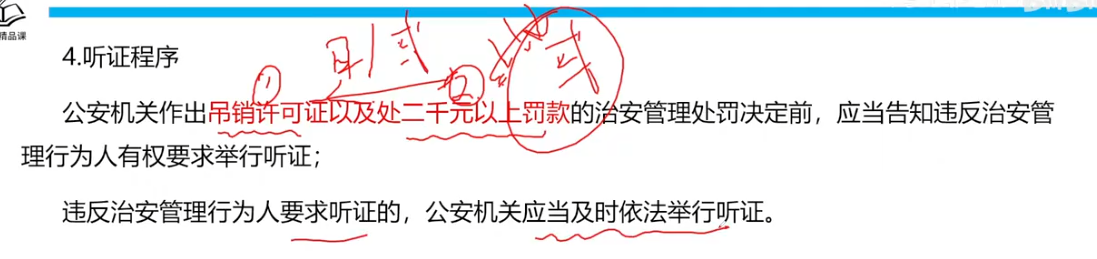 精品课
4.听证程序
① 或 ② 或
公安机关作出吊销许可证以及处二千元以上罚款的治安管理处罚决定前，应当告知违反治安管
理行为人有权要求举行听证；
违反治安管理行为人要求听证的，公安机关应当及时依法举行听证。